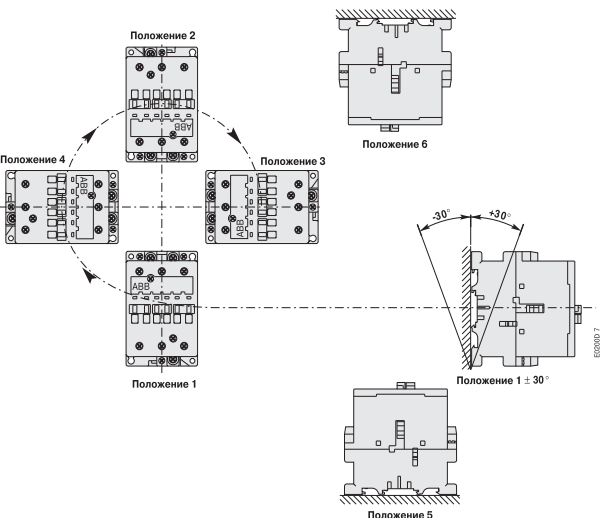 Положение 2
ABB
Положение 6
Положение 4
Положение 3
ABB
ABB
-30°
+30°
ABB
E0200D 7
Положение 1
Положение 1 ± 30°
Положение 5